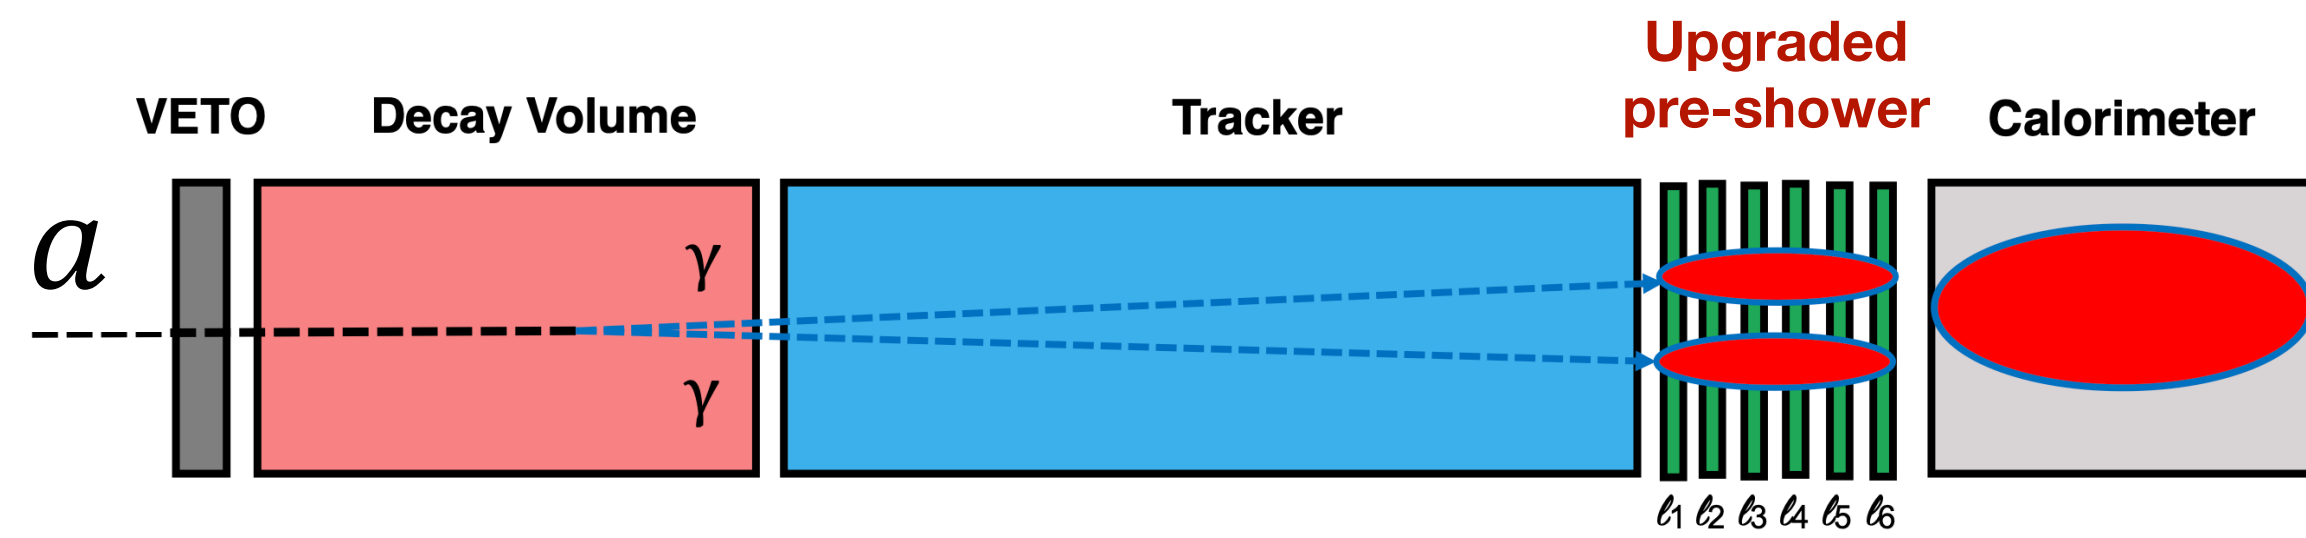 Upgraded
pre-shower
VETO
Decay Volume
Tracker
Calorimeter
a
γ
γ
ℓ1 ℓ2 ℓ3 ℓ4 ℓ5 ℓ6